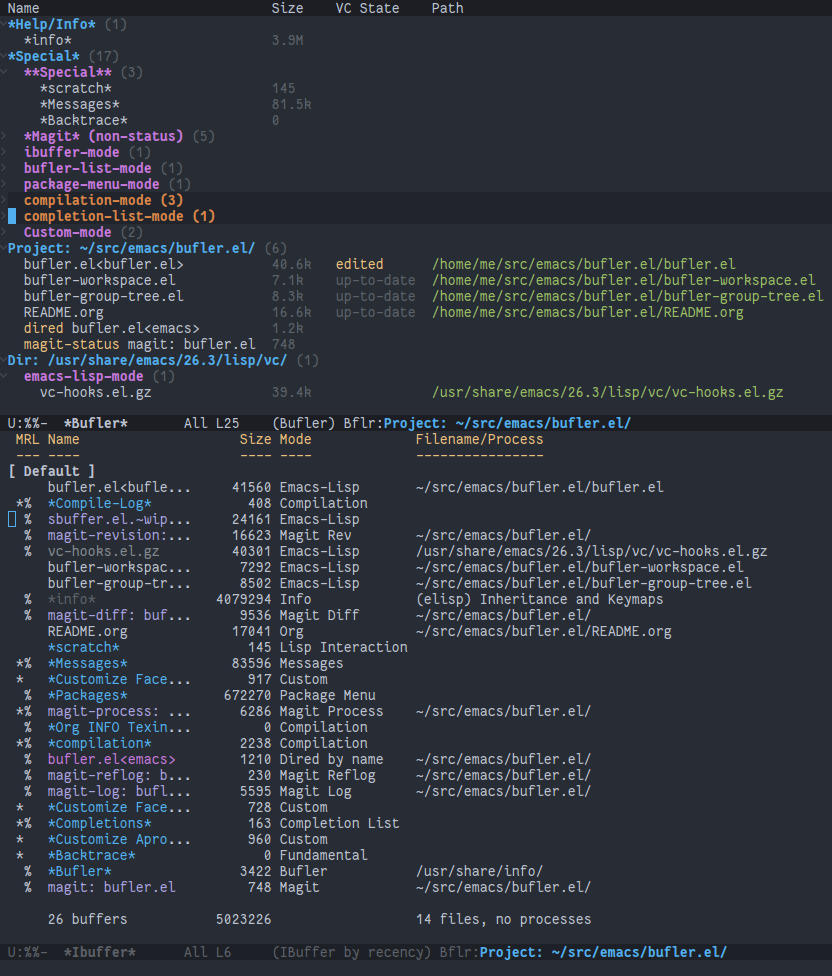 Name Size VC State Path
*Help/Info* (1)
*info* 3.9M
*Special* (17)
**Special** (3)
*scratch* 145
*Messages* 81.5k
*Backtrace* 0
*Magit* (non-status) (5)
ibuffer-mode (1)
bufler-list-mode (1)
package-menu-mode (1)
compilation-mode (3)
completion-list-mode (1)
Custom-mode (2)
Project: ~/src/emacs/bufler.el/ (6)
bufler.el<bufler.el> 40.6k edited /home/me/src/emacs/bufler.el/bufler.el
bufler-workspace.el 7.1k up-to-date /home/me/src/emacs/bufler.el/bufler-workspace.el
bufler-group-tree.el 8.3k up-to-date /home/me/src/emacs/bufler.el/bufler-group-tree.el
README.org 16.6k up-to-date /home/me/src/emacs/bufler.el/README.org
dired bufler.el<emacs> 1.2k
magit-status magit: bufler.el 748
Dir: /usr/share/emacs/26.3/lisp/vc/ (1)
emacs-lisp-mode (1)
vc-hooks.el.gz 39.4k /usr/share/emacs/26.3/lisp/vc/vc-hooks.el.gz
U:%%- *Bufler* All L25 (Bufler) Bflr:Project: ~/src/emacs/bufler.el/
MRL Name Size Mode Filename/Process
--- ---- ---- ---- ----------------
[ Default ]
bufler.el<bufle... 41560 Emacs-Lisp ~/src/emacs/bufler.el/bufler.el
*% *Compile-Log* 408 Compilation
% sbuffer.el.~wip... 24161 Emacs-Lisp
% magit-revision:... 16623 Magit Rev ~/src/emacs/bufler.el/
% vc-hooks.el.gz 40301 Emacs-Lisp /usr/share/emacs/26.3/lisp/vc/vc-hooks.el.gz
bufler-workspac... 7292 Emacs-Lisp ~/src/emacs/bufler.el/bufler-workspace.el
bufler-group-tr... 8502 Emacs-Lisp ~/src/emacs/bufler.el/bufler-group-tree.el
% *info* 4079294 Info (elisp) Inheritance and Keymaps
% magit-diff: buf... 9536 Magit Diff ~/src/emacs/bufler.el/
README.org 17041 Org ~/src/emacs/bufler.el/README.org
*scratch* 145 Lisp Interaction
*% *Messages* 83596 Messages
* *Customize Face... 917 Custom
% *Packages* 672270 Package Menu
*% magit-process: ... 6286 Magit Process ~/src/emacs/bufler.el/
% *Org INFO Texin... 0 Compilation
*% *compilation* 2238 Compilation
% bufler.el<emacs> 1210 Dired by name ~/src/emacs/bufler.el/
% magit-reflog: b... 230 Magit Reflog ~/src/emacs/bufler.el/
% magit-log: bufl... 5595 Magit Log ~/src/emacs/bufler.el/
* *Customize Face... 728 Custom
*% *Completions* 163 Completion List
* *Customize Apro... 960 Custom
* *Backtrace* 0 Fundamental
% *Bufler* 3422 Bufler /usr/share/info/
% magit: bufler.el 748 Magit ~/src/emacs/bufler.el/
26 buffers 5023226 14 files, no processes
U:%%- *Ibuffer* All L6 (IBuffer by recency) Bflr:Project: ~/src/emacs/bufler.el/